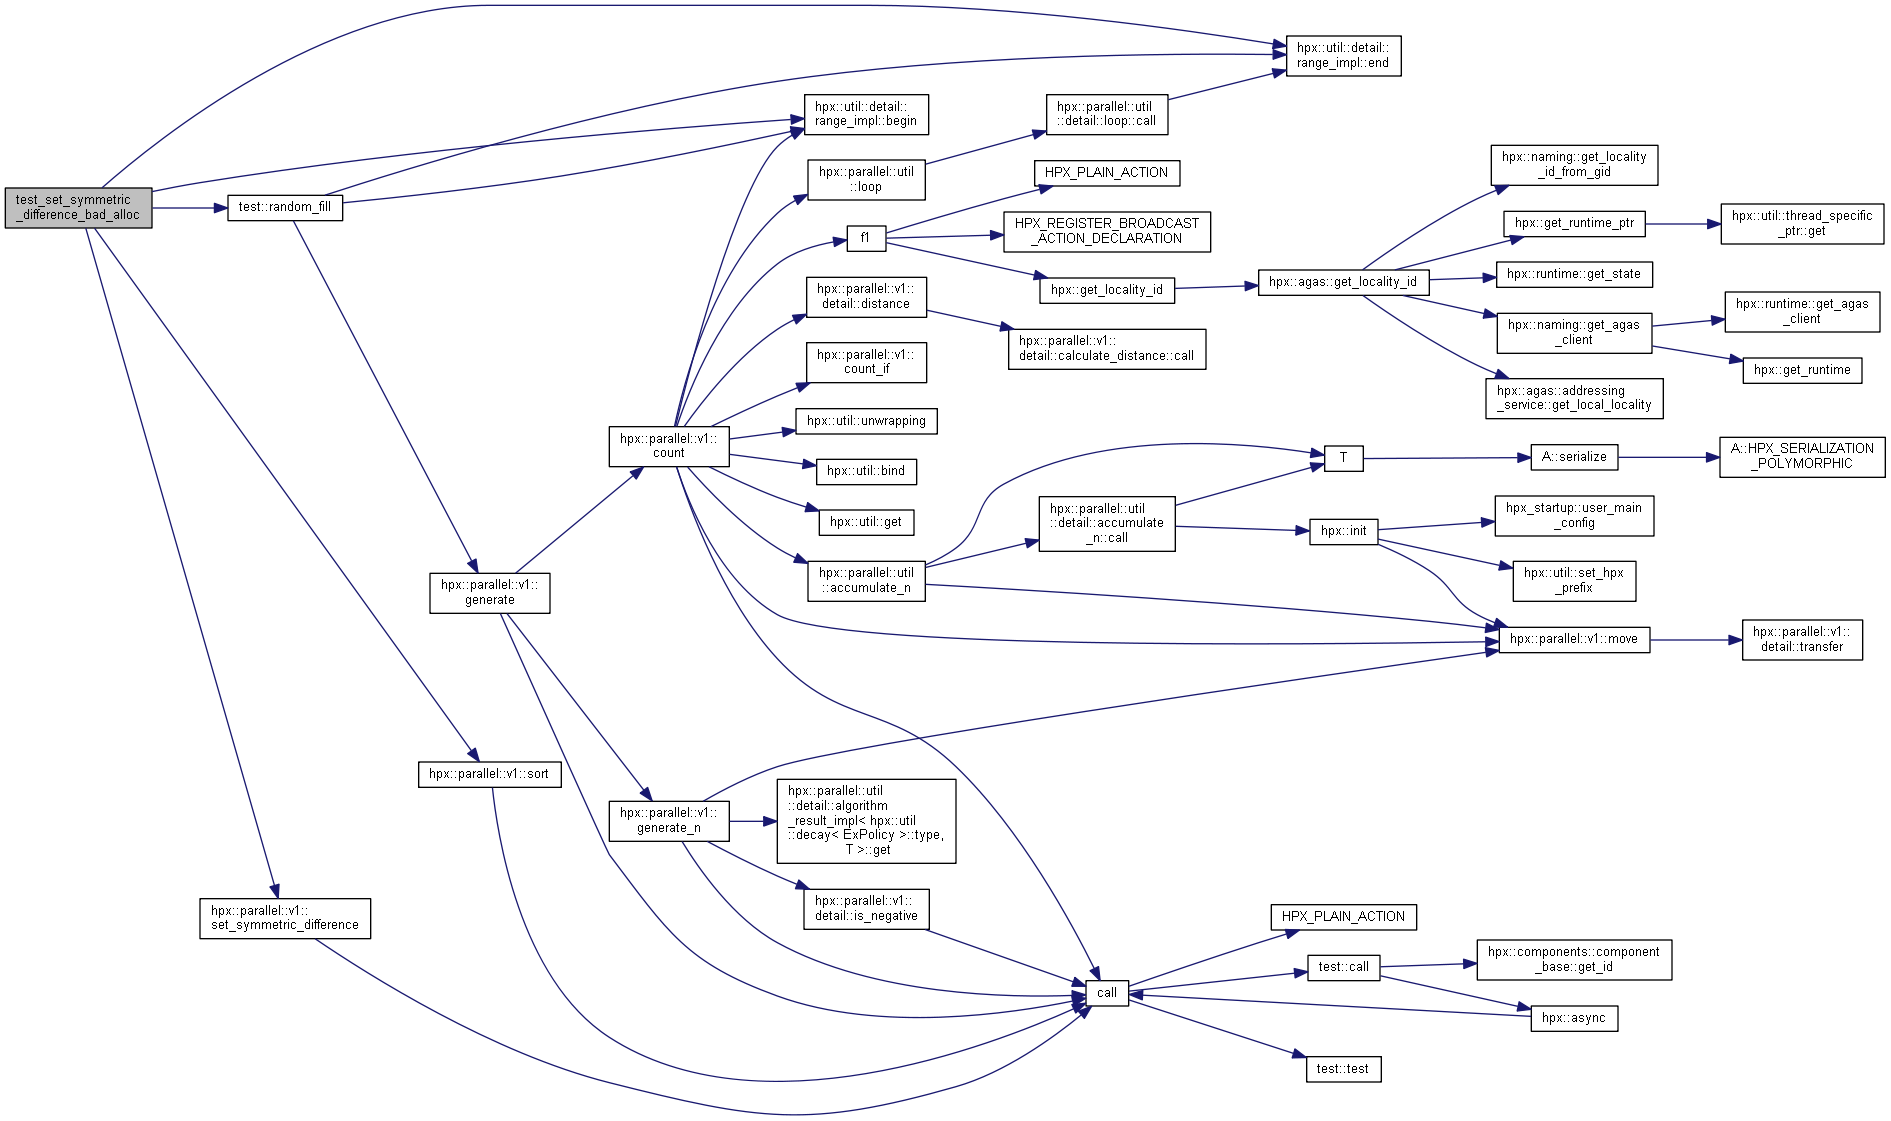 test_set_symmetric
_difference_bad_alloc
test::random_fill
hpx::parallel::v1::
generate
hpx::parallel::v1::sort
hpx::parallel::v1::
set_symmetric_difference
hpx::parallel::v1::
count
hpx::parallel::v1::
generate_n
hpx::util::detail::
range_impl::begin
hpx::parallel::util
::loop
f1
hpx::parallel::v1::
detail::distance
hpx::parallel::v1::
count_if
hpx::util::unwrapping
hpx::util::bind
hpx::util::get
hpx::parallel::util
::accumulate_n
hpx::parallel::util
::detail::algorithm
_result_impl< hpx::util
::decay< ExPolicy >::type,
T >::get
hpx::parallel::v1::
detail::is_negative
hpx::parallel::util
::detail::loop::call
HPX_PLAIN_ACTION
HPX_REGISTER_BROADCAST
_ACTION_DECLARATION
hpx::get_locality_id
hpx::parallel::v1::
detail::calculate_distance::call
hpx::parallel::util
::detail::accumulate
_n::call
call
hpx::util::detail::
range_impl::end
hpx::agas::get_locality_id
T
hpx::init
HPX_PLAIN_ACTION
test::call
test::test
hpx::naming::get_locality
_id_from_gid
hpx::get_runtime_ptr
hpx::runtime::get_state
hpx::naming::get_agas
_client
hpx::agas::addressing
_service::get_local_locality
A::serialize
hpx_startup::user_main
_config
hpx::util::set_hpx
_prefix
hpx::parallel::v1::move
hpx::components::component
_base::get_id
hpx::async
hpx::util::thread_specific
_ptr::get
hpx::runtime::get_agas
_client
hpx::get_runtime
A::HPX_SERIALIZATION
_POLYMORPHIC
hpx::parallel::v1::
detail::transfer